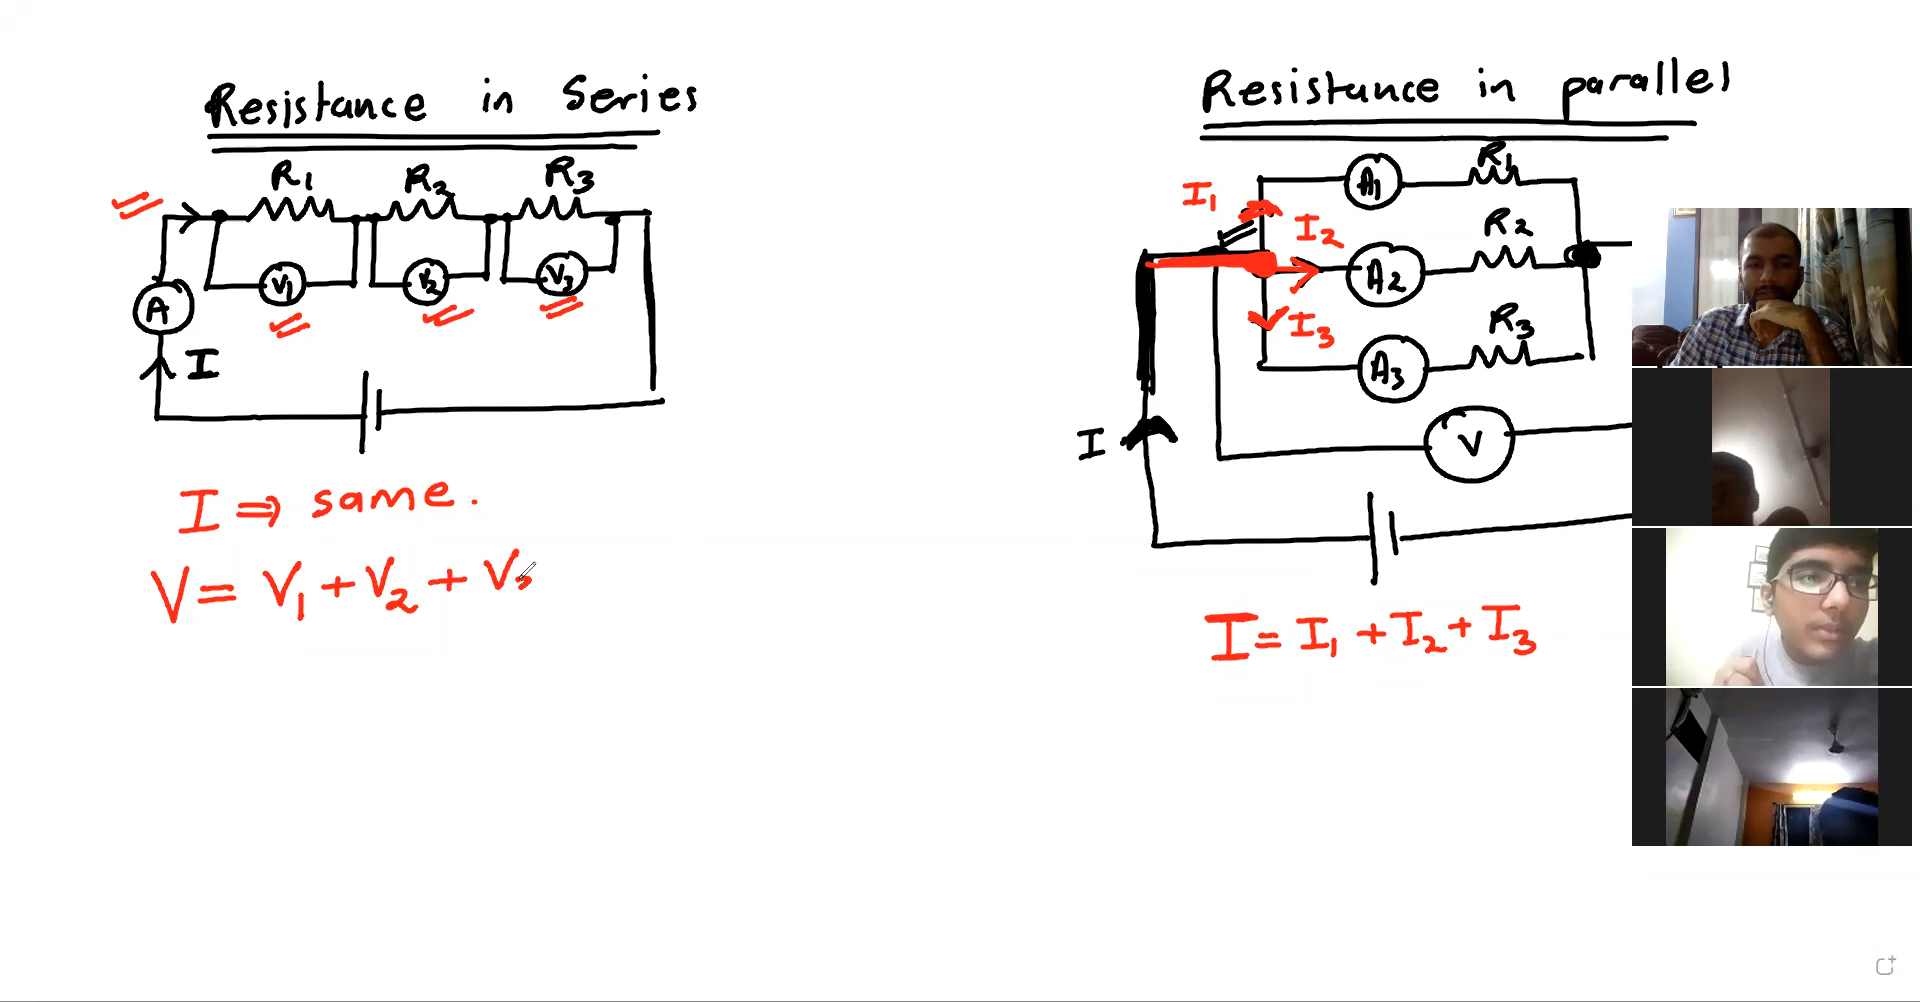 Resistance in Series
R1 R2 R3
V1 V2 V3
A
I
I ⇒ same.
V = V1 + V2 + V3
Resistance in parallel
A1 R1
I1
I2 A2 R2
I3 A3 R3
I V
I = I1 + I2 + I3